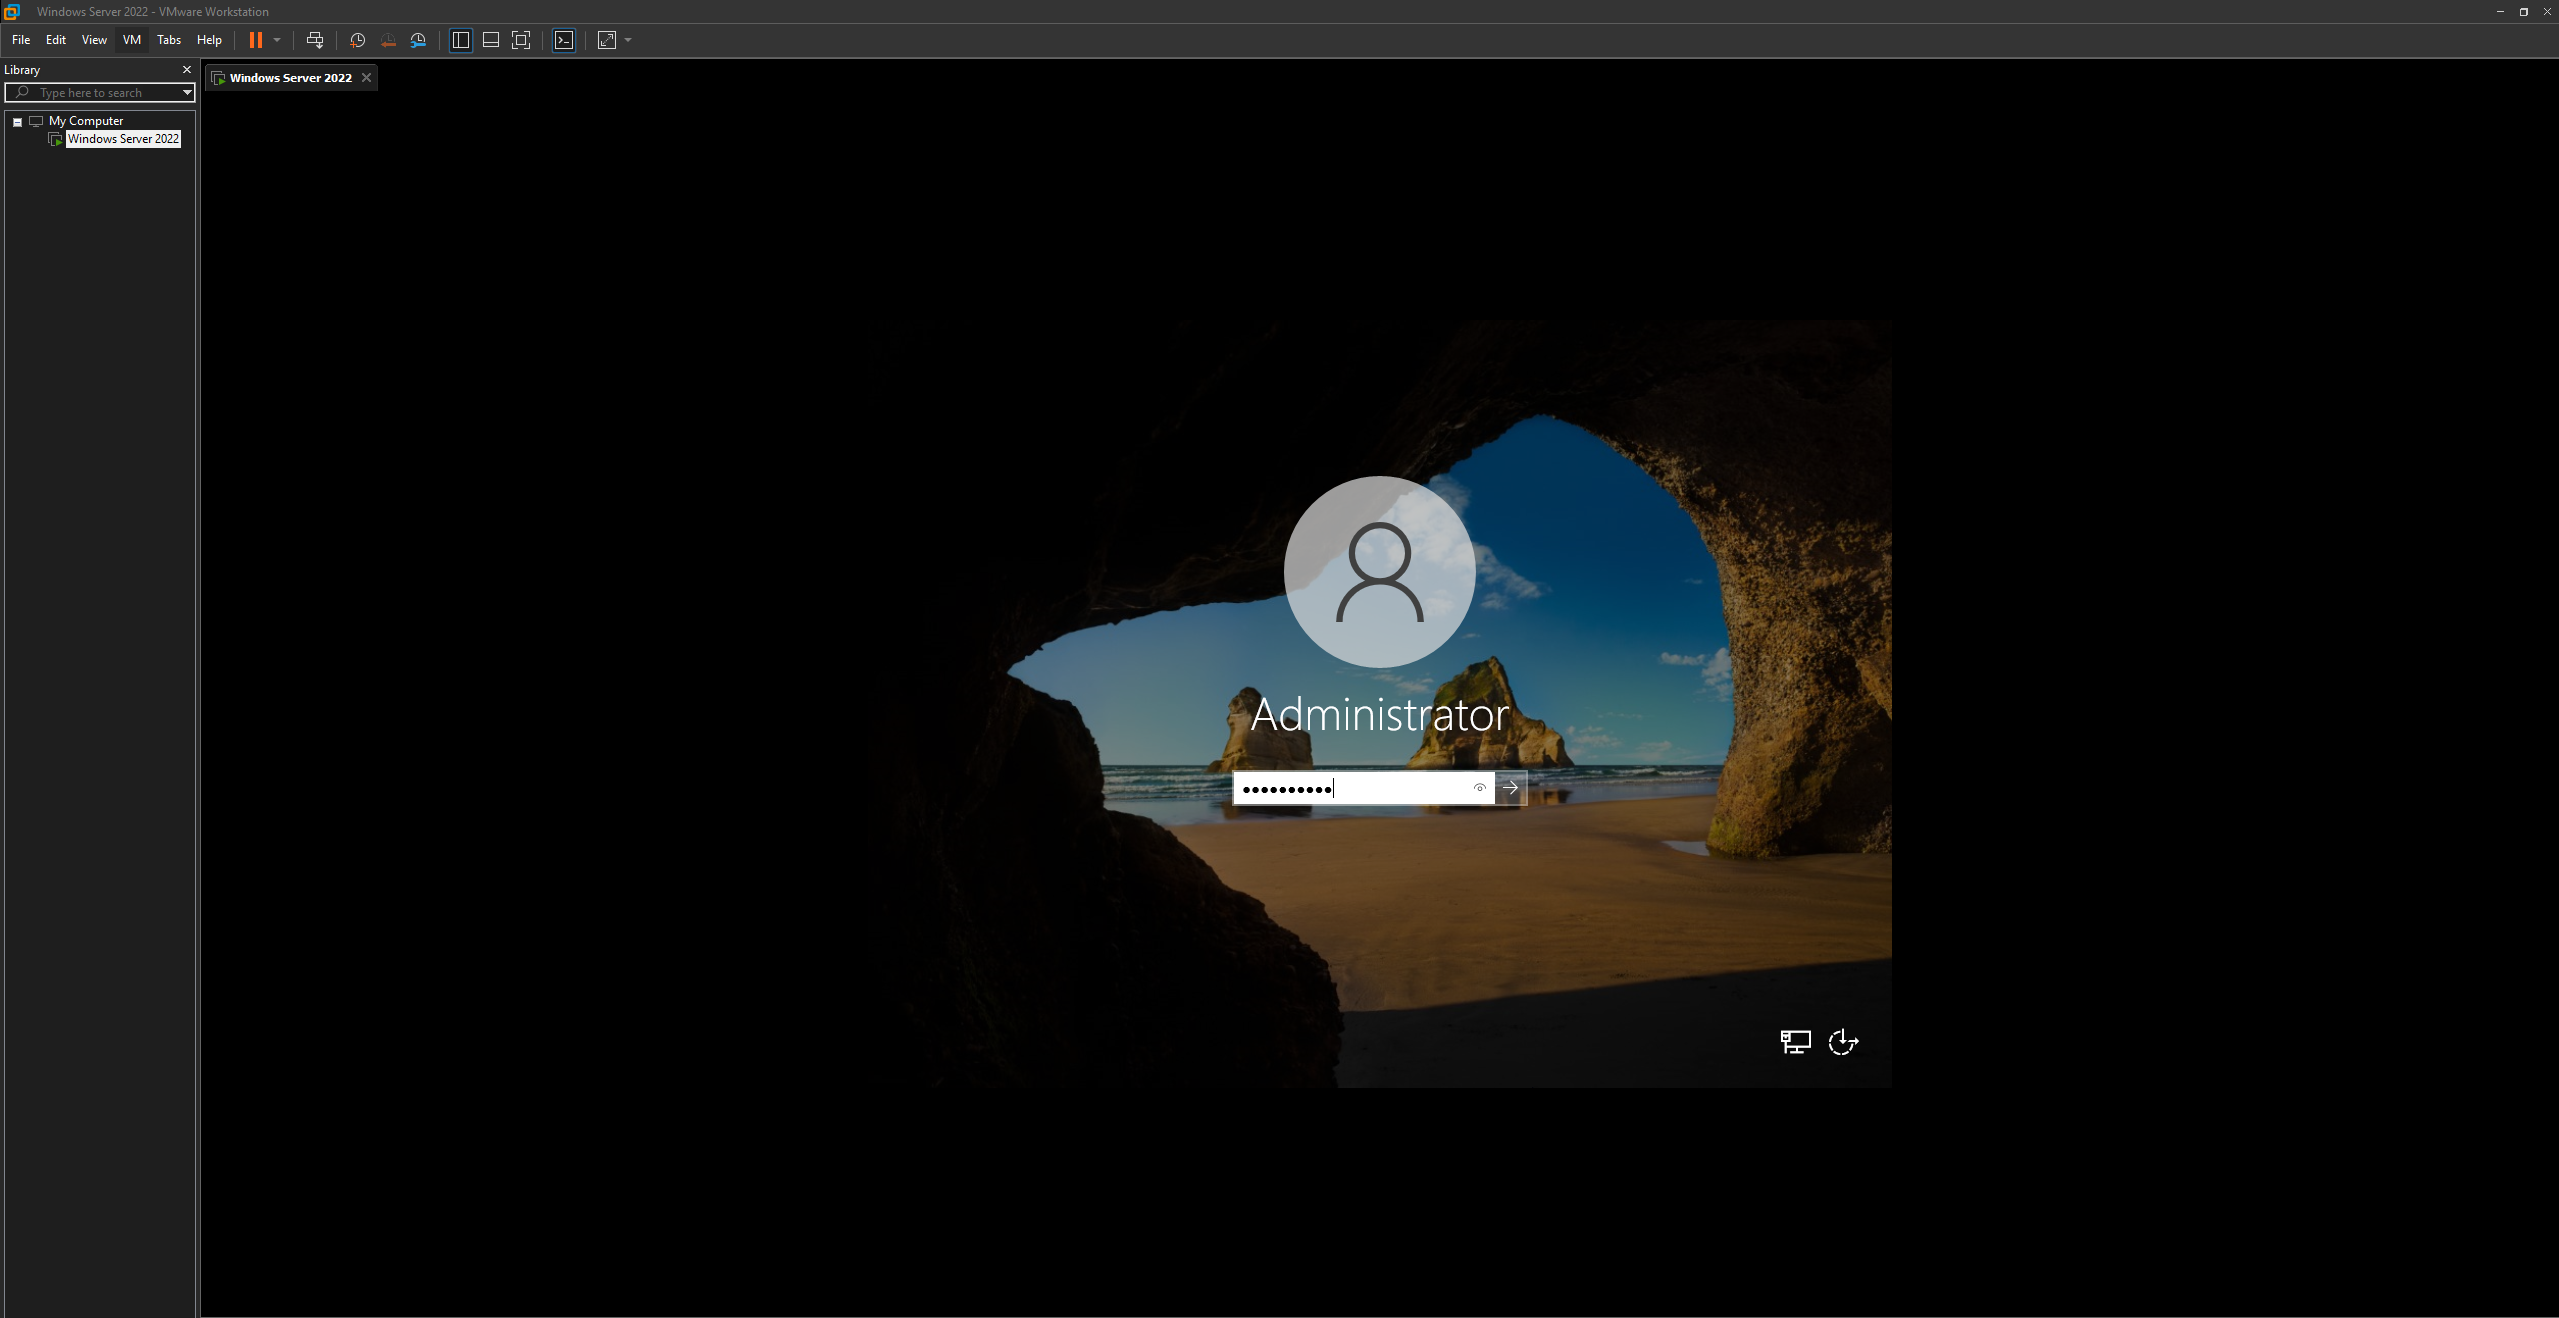 Windows Server 2022 - VMware Workstation
File Edit View VM Tabs Help
Library
Windows Server 2022
Type here to search
My Computer
Windows Server 2022
Administrator